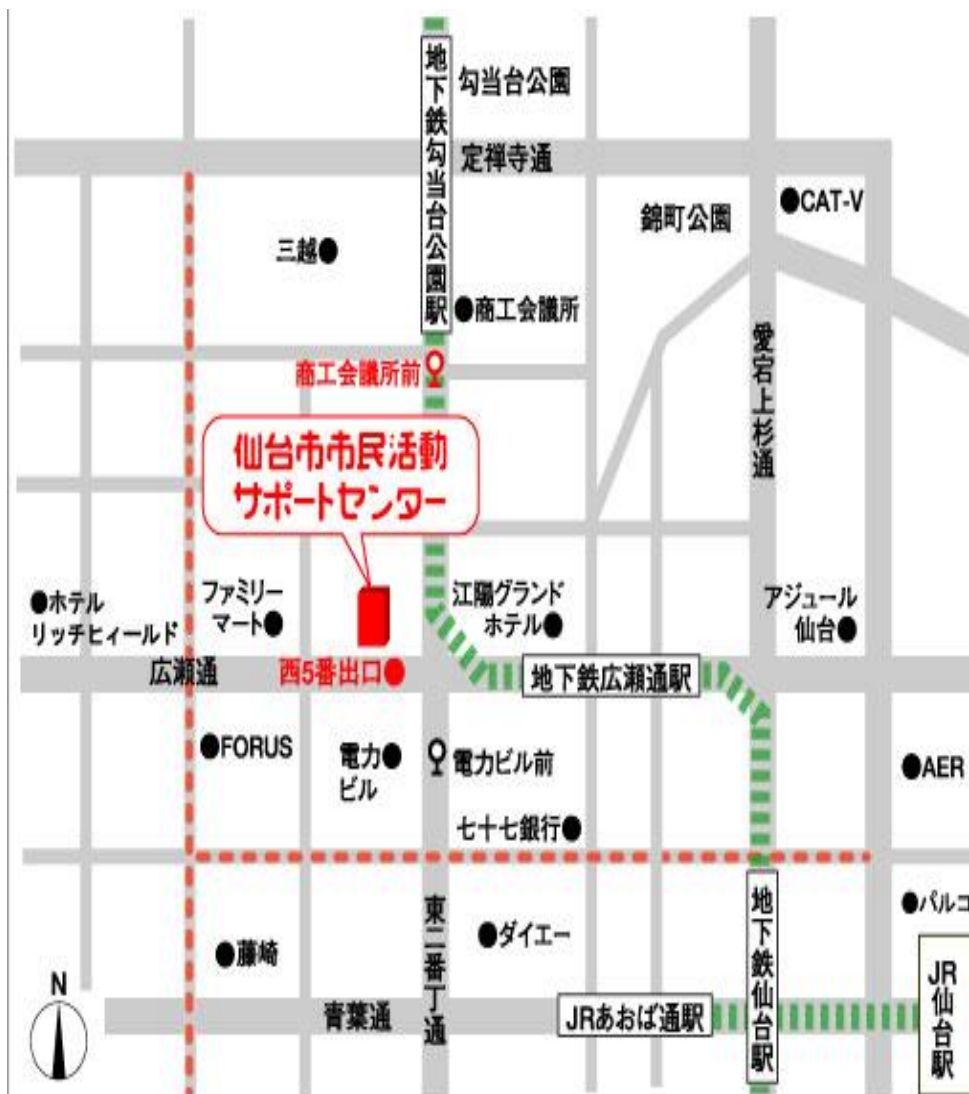 地下鉄勾当台公園駅
勾当台公園
定禅寺通
錦町公園
●CAT-V
三越●
●商工会議所
商工会議所前
愛宕上杉通
仙台市市民活動
サポートセンター
●ホテル
リッチヒィールド
ファミリー
マート●
江陽グランド
ホテル●
アジュール
仙台●
広瀬通
西5番出口●
地下鉄広瀬通駅
●FORUS
電力●
ビル
電力ビル前
●AER
七十七銀行●
東二番丁通
地下鉄仙台駅
●パルコ
●藤崎
●ダイエー
JR仙台駅
N
青葉通
JRあおば通駅